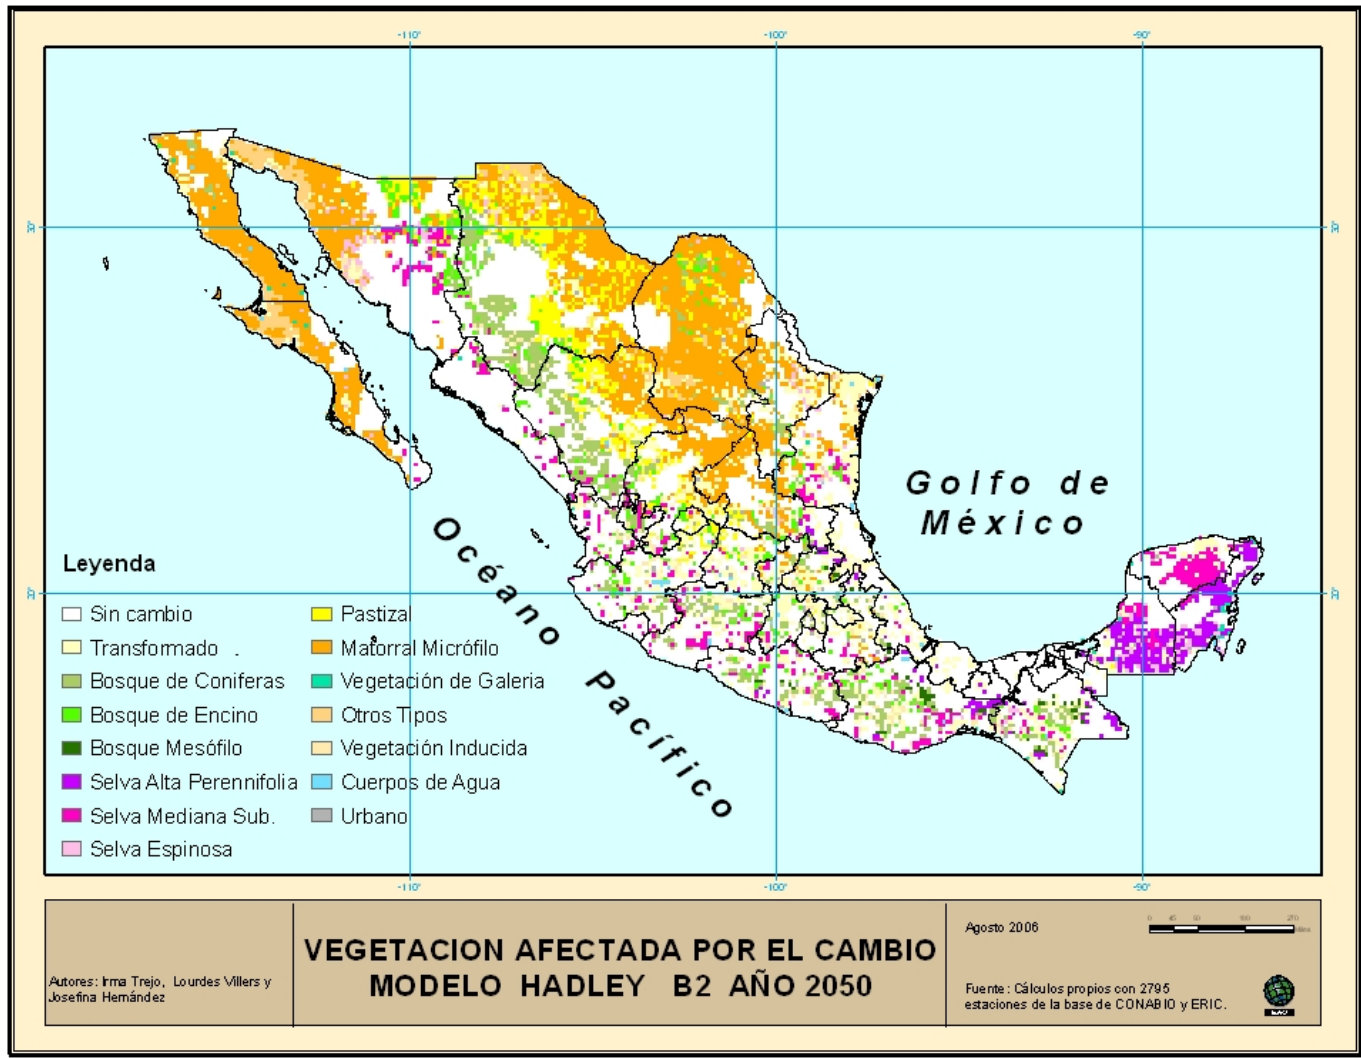 -110°
-100°
-90°
Golfo de
México
Océano Pacífico
Leyenda
Sin cambio
Transformado
Bosque de Coniferas
Bosque de Encino
Bosque Mesófilo
Selva Alta Perennifolia
Selva Mediana Sub.
Selva Espinosa
Pastizal
Matorral Micrófilo
Vegetación de Galeria
Otros Tipos
Vegetación Inducida
Cuerpos de Agua
Urbano
-110°
-100°
-90°
Autores: Irma Trejo, Lourdes Villers y
Josefina Hernández
VEGETACION AFECTADA POR EL CAMBIO
MODELO HADLEY B2 AÑO 2050
Agosto 2006
Fuente: Cálculos propios con 2795
estaciones de la base de CONABIO y ERIC.